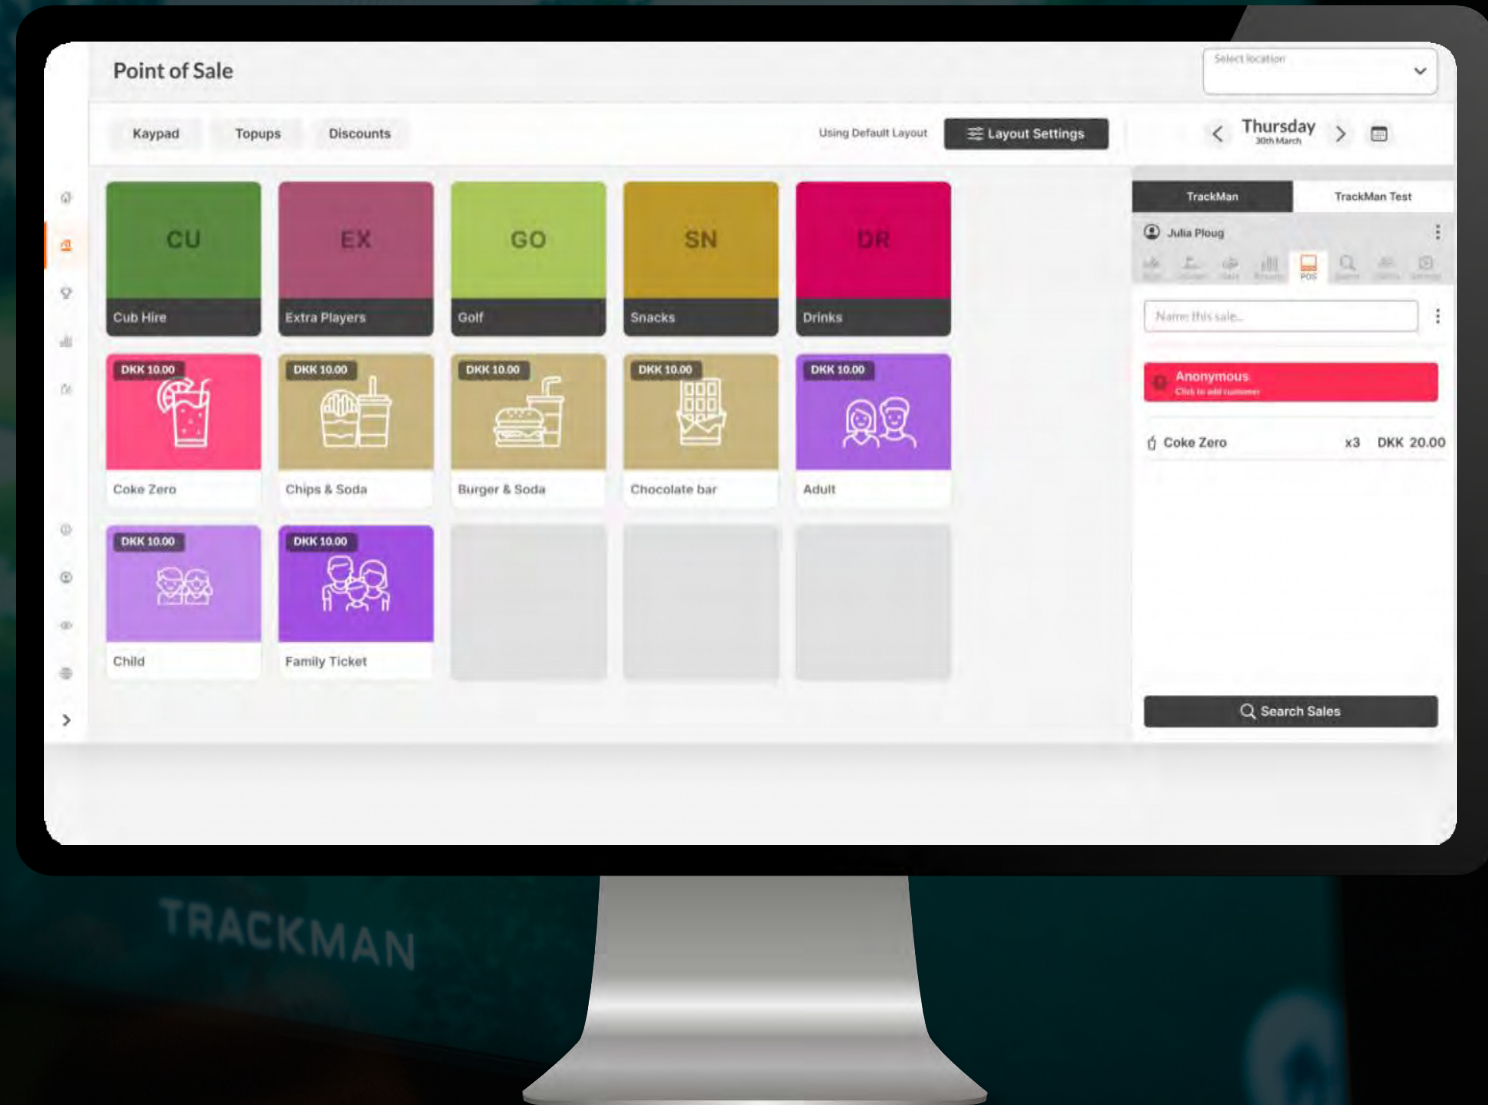 Point of Sale
Select location
Kaypad
Topups
Discounts
Using Default Layout
Layout Settings
Thursday
30th March
CU
EX
GO
SN
DR
Cub Hire
Extra Players
Golf
Snacks
Drinks
TrackMan
TrackMan Test
Julia Ploug
POS
Name this sale...
Anonymous
Click to add customer
Coke Zero x3 DKK 20.00
DKK 10.00
DKK 10.00
DKK 10.00
DKK 10.00
DKK 10.00
Coke Zero
Chips & Soda
Burger & Soda
Chocolate bar
Adult
DKK 10.00
DKK 10.00
Child
Family Ticket
Search Sales
TRACKMAN